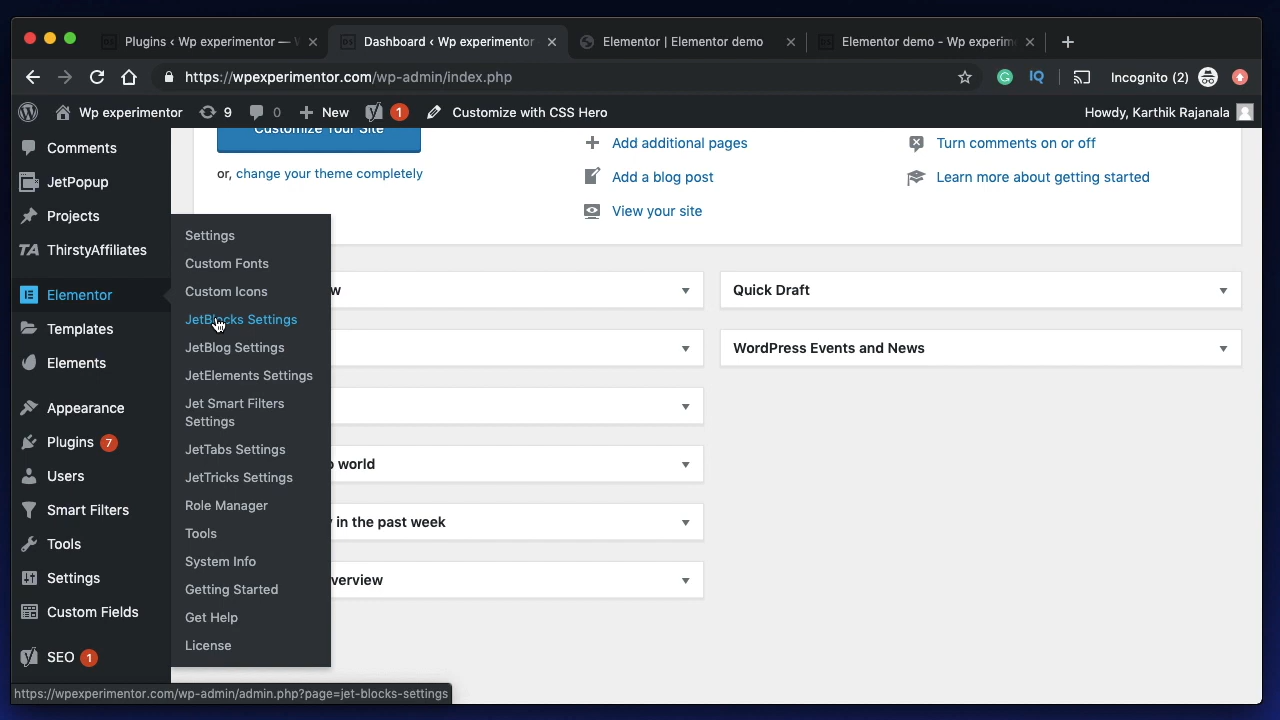 Plugins ‹ Wp experimentor —
Dashboard ‹ Wp experimentor
Elementor | Elementor demo
Elementor demo - Wp experim
https://wpexperimentor.com/wp-admin/index.php
IQ
Incognito (2)
Wp experimentor
9
0
New
1
Customize with CSS Hero
Howdy, Karthik Rajanala
Comments
JetPopup
Projects
TA ThirstyAffiliates
Elementor
Templates
Elements
Appearance
Plugins 7
Users
Smart Filters
Tools
Settings
Custom Fields
SEO 1
Settings
Custom Fonts
Custom Icons
JetBlocks Settings
JetBlog Settings
JetElements Settings
Jet Smart Filters
Settings
JetTabs Settings
JetTricks Settings
Role Manager
Tools
System Info
Getting Started
Get Help
License
Customize Your Site
or, change your theme completely
Add additional pages
Add a blog post
View your site
Turn comments on or off
Learn more about getting started
w
world
in the past week
verview
Quick Draft
WordPress Events and News
https://wpexperimentor.com/wp-admin/admin.php?page=jet-blocks-settings